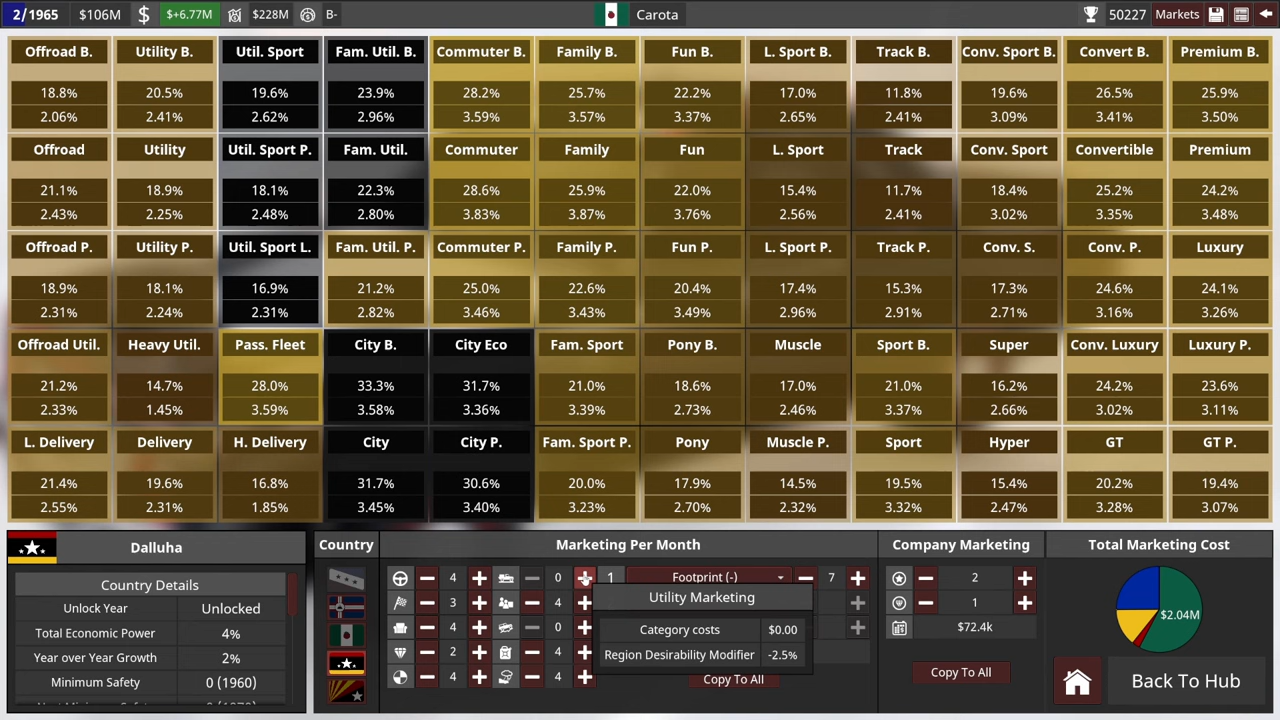 2/1965 $106M $ $+6.77M $228M B- Carota 50227 Markets
Offroad B. Utility B. Util. Sport Fam. Util. B. Commuter B. Family B. Fun B. L. Sport B. Track B. Conv. Sport B. Convert B. Premium B.
18.8% 20.5% 19.6% 23.9% 28.2% 25.7% 22.2% 17.0% 11.8% 19.6% 26.5% 25.9%
2.06% 2.41% 2.62% 2.96% 3.59% 3.57% 3.37% 2.65% 2.41% 3.09% 3.41% 3.50%
Offroad Utility Util. Sport P. Fam. Util. Commuter Family Fun L. Sport Track Conv. Sport Convertible Premium
21.1% 18.9% 18.1% 22.3% 28.6% 25.9% 22.0% 15.4% 11.7% 18.4% 25.2% 24.2%
2.43% 2.25% 2.48% 2.80% 3.83% 3.87% 3.76% 2.56% 2.41% 3.02% 3.35% 3.48%
Offroad P. Utility P. Util. Sport L. Fam. Util. P. Commuter P. Family P. Fun P. L. Sport P. Track P. Conv. S. Conv. P. Luxury
18.9% 18.1% 16.9% 21.2% 25.0% 22.6% 20.4% 17.4% 15.3% 17.3% 24.6% 24.1%
2.31% 2.24% 2.31% 2.82% 3.46% 3.43% 3.49% 2.96% 2.91% 2.71% 3.16% 3.26%
Offroad Util. Heavy Util. Pass. Fleet City B. City Eco Fam. Sport Pony B. Muscle Sport B. Super Conv. Luxury Luxury P.
21.2% 14.7% 28.0% 33.3% 31.7% 21.0% 18.6% 17.0% 21.0% 16.2% 24.2% 23.6%
2.33% 1.45% 3.59% 3.58% 3.36% 3.39% 2.73% 2.46% 3.37% 2.66% 3.02% 3.11%
L. Delivery Delivery H. Delivery City City P. Fam. Sport P. Pony Muscle P. Sport Hyper GT GT P.
21.4% 19.6% 16.8% 31.7% 30.6% 20.0% 17.9% 14.5% 19.5% 15.4% 20.2% 19.4%
2.55% 2.31% 1.85% 3.45% 3.40% 3.23% 2.70% 2.32% 3.32% 2.47% 3.28% 3.07%
Dalluha Country Marketing Per Month Company Marketing Total Marketing Cost
Country Details
Unlock Year Unlocked
Total Economic Power 4%
Year over Year Growth 2%
Minimum Safety 0 (1960)
4 0 1 Footprint (-) 7
3 4
4 0
2 4
4 4
Utility Marketing
Category costs $0.00
Region Desirability Modifier -2.5%
Copy To All
2
1
$72.4k
Copy To All
$2.04M
Back To Hub